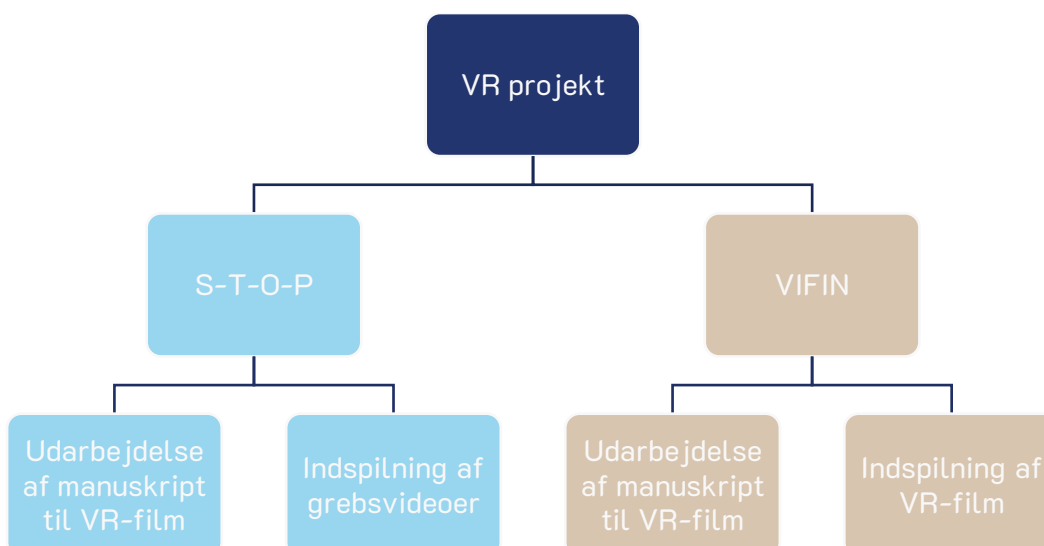 VR projekt
S-T-O-P
VIFIN
Udarbejdelse
af manuskript
til VR-film
Indspilning af
grebsvideoer
Udarbejdelse
af manuskript
til VR-film
Indspilning af
VR-film